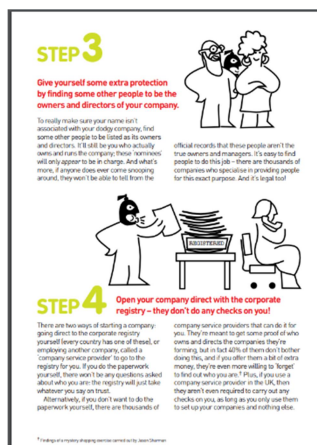 STEP 3
Give yourself some extra protection
by finding some other people to be the
owners and directors of your company.
To really make sure your name isn't
associated with your dodgy company, find
some other people to be listed as its owners
and directors. It'll still be you who actually
owns and runs the company; these 'nominees'
will only appear to be in charge. And what's
more, if anyone does ever come snooping
around, they won't be able to tell from the
official records that these people aren't the
true owners and managers. It's easy to find
people to do this job – there are thousands of
companies who specialise in providing people
for this exact purpose. And it's legal too!
REGISTERED
STEP 4
Open your company direct with the corporate
registry – they don't do any checks on you!
There are two ways of starting a company:
going direct to the corporate registry
yourself (every country has one of these), or
employing another company, called a
'company service provider' to go to the
registry for you. If you do the paperwork
yourself, there won't be any questions asked
about who you are: the registry will just take
whatever you say on trust.
Alternatively, if you don't want to do the
paperwork yourself, there are thousands of
company service providers that can do it for
you. They're meant to get some proof of who
owns and directs the companies they're
forming, but in fact 40% of them don't bother
doing this, and if you offer them a bit of extra
money, they're even more willing to 'forget'
to find out who you are. Plus, if you use a
company service provider in the UK, then
they aren't even required to carry out any
checks on you, as long as you only use them
to set up your companies and nothing else.
Findings of a mystery shopping exercise carried out by Jason Sharman